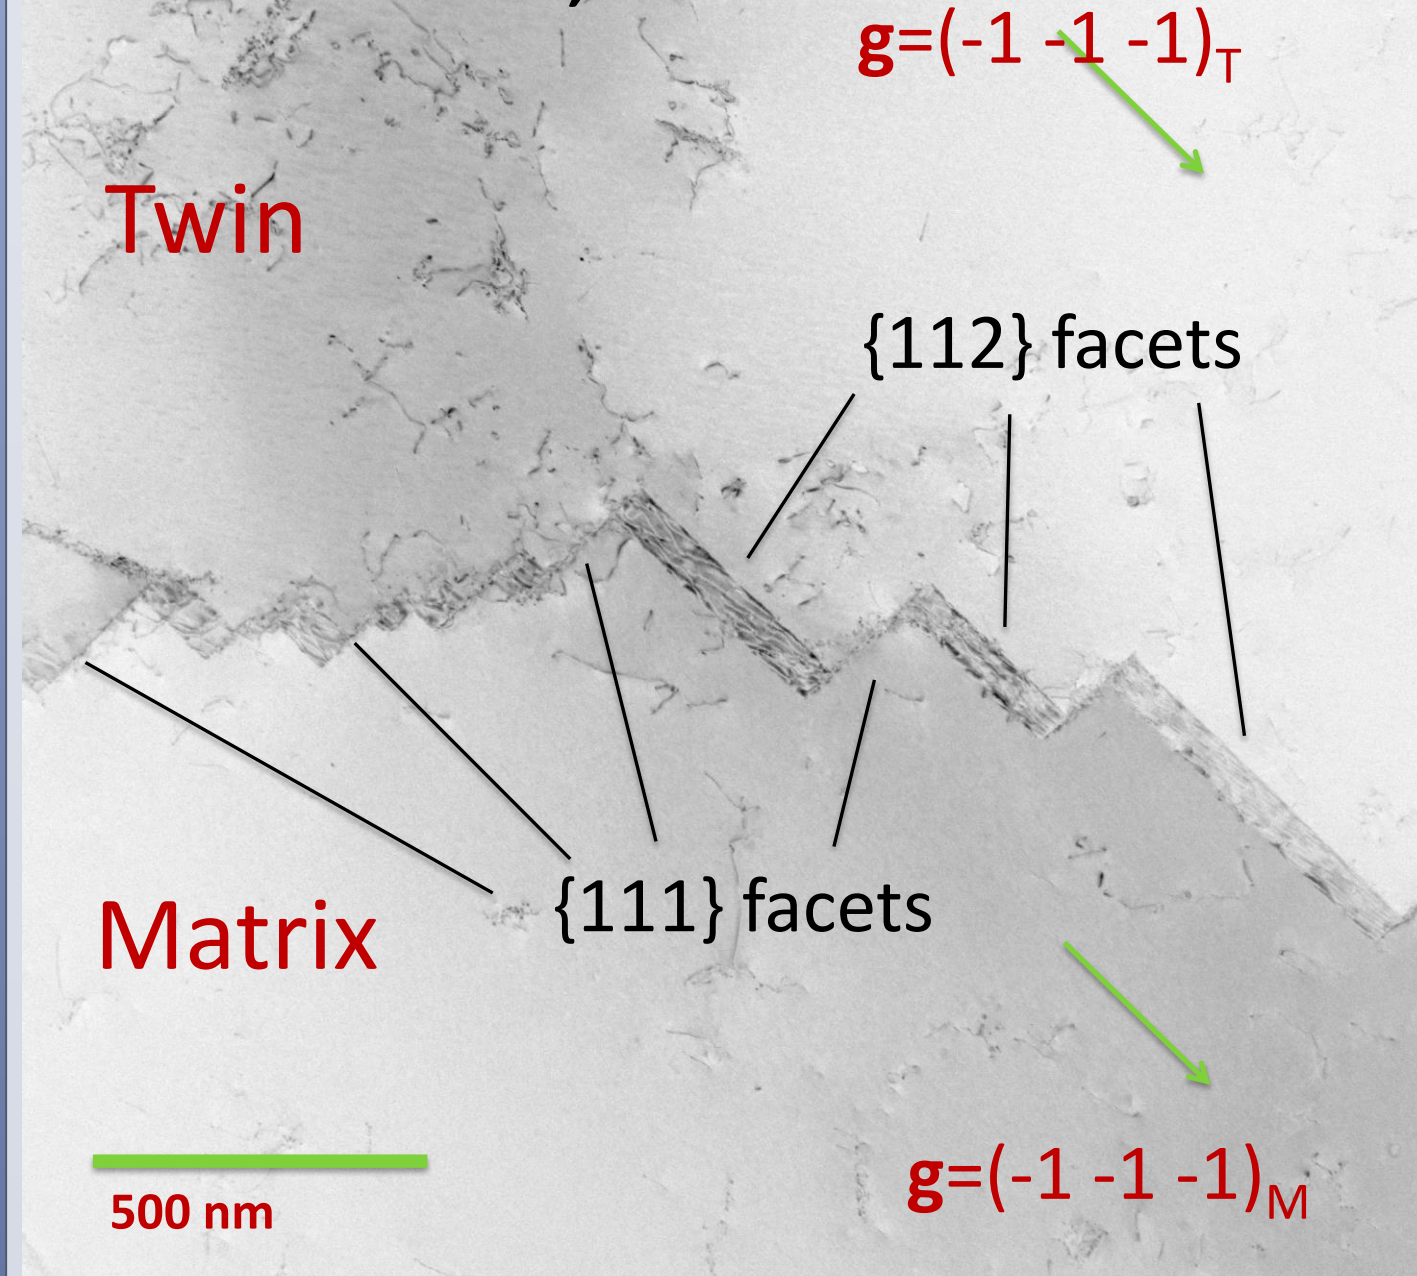 g=(-1 -1 -1)T
Twin
{112} facets
{111} facets
Matrix
g=(-1 -1 -1)M
500 nm